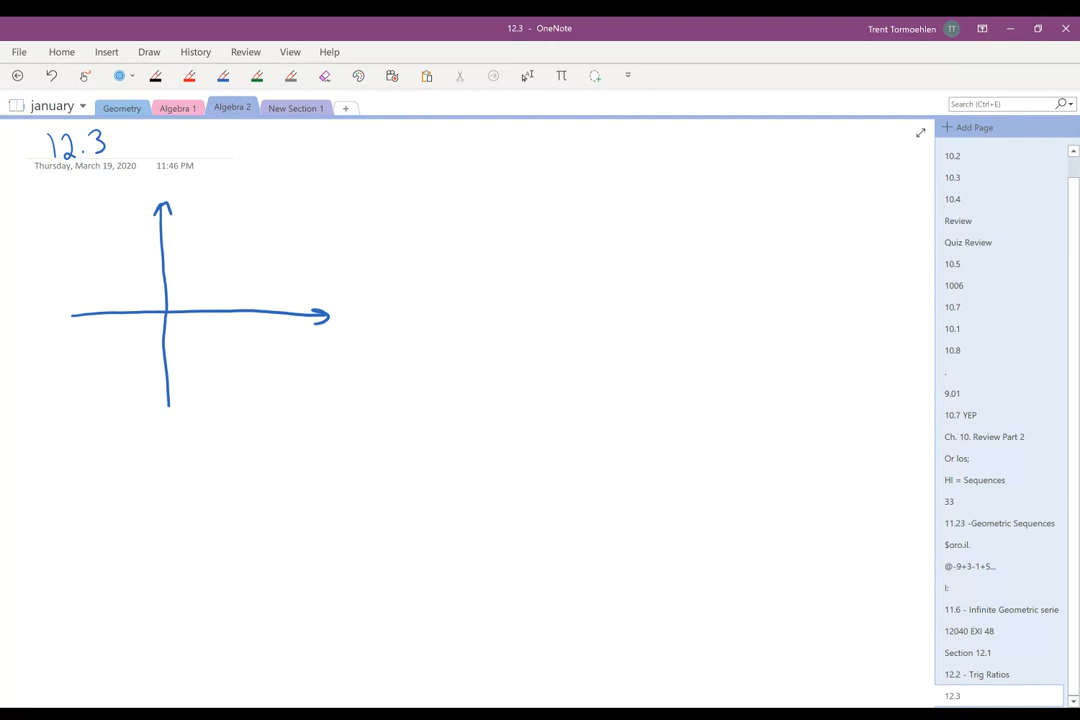 12.3 - OneNote
Trent Tormoehlen
TT
File Home Insert Draw History Review View Help
january
Geometry
Algebra 1
Algebra 2
New Section 1
Search (Ctrl+E)
12.3
Thursday, March 19, 2020 11:46 PM
Add Page
10.2
10.3
10.4
Review
Quiz Review
10.5
1006
10.7
10.1
10.8
.
9.01
10.7 YEP
Ch. 10. Review Part 2
Or los;
HI = Sequences
33
11.23 -Geometric Sequences
$oro.il.
@-9+3-1+5...
I:
11.6 - Infinite Geometric serie
12040 EXI 48
Section 12.1
12.2 - Trig Ratios
12.3